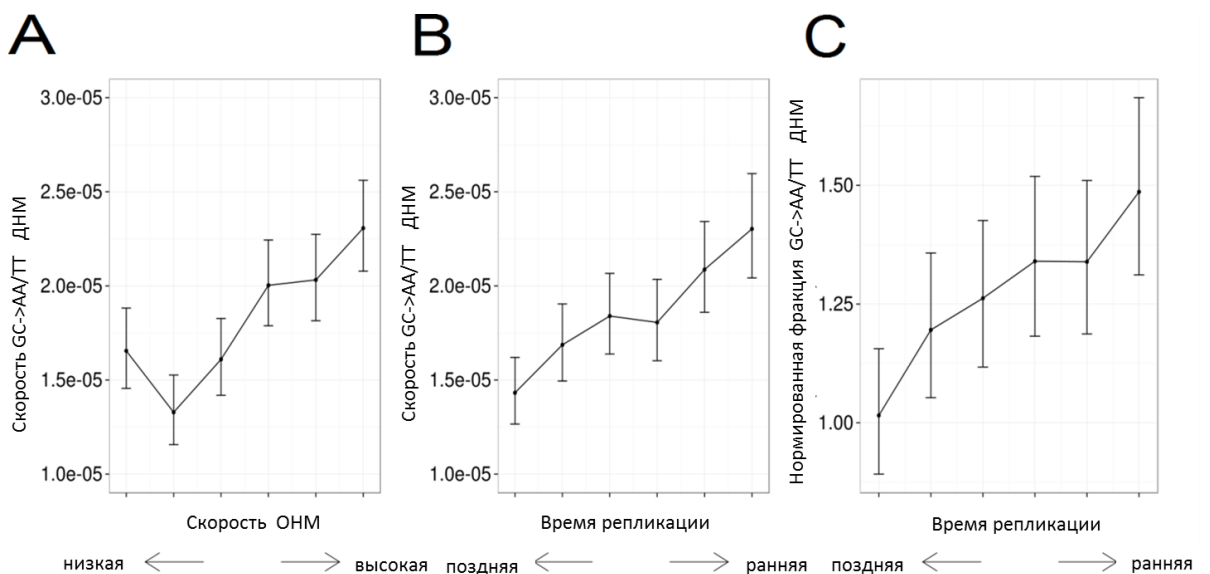 A
B
C
3.0e-05
2.5e-05
2.0e-05
1.5e-05
1.0e-05
Скорость GC->AA/TT ДНМ
Скорость ОНМ
низкая
высокая
3.0e-05
2.5e-05
2.0e-05
1.5e-05
1.0e-05
Скорость GC->AA/TT ДНМ
Время репликации
поздняя
ранняя
1.50
1.25
1.00
Нормированная фракция GC->AA/TT ДНМ
Время репликации
поздняя
ранняя